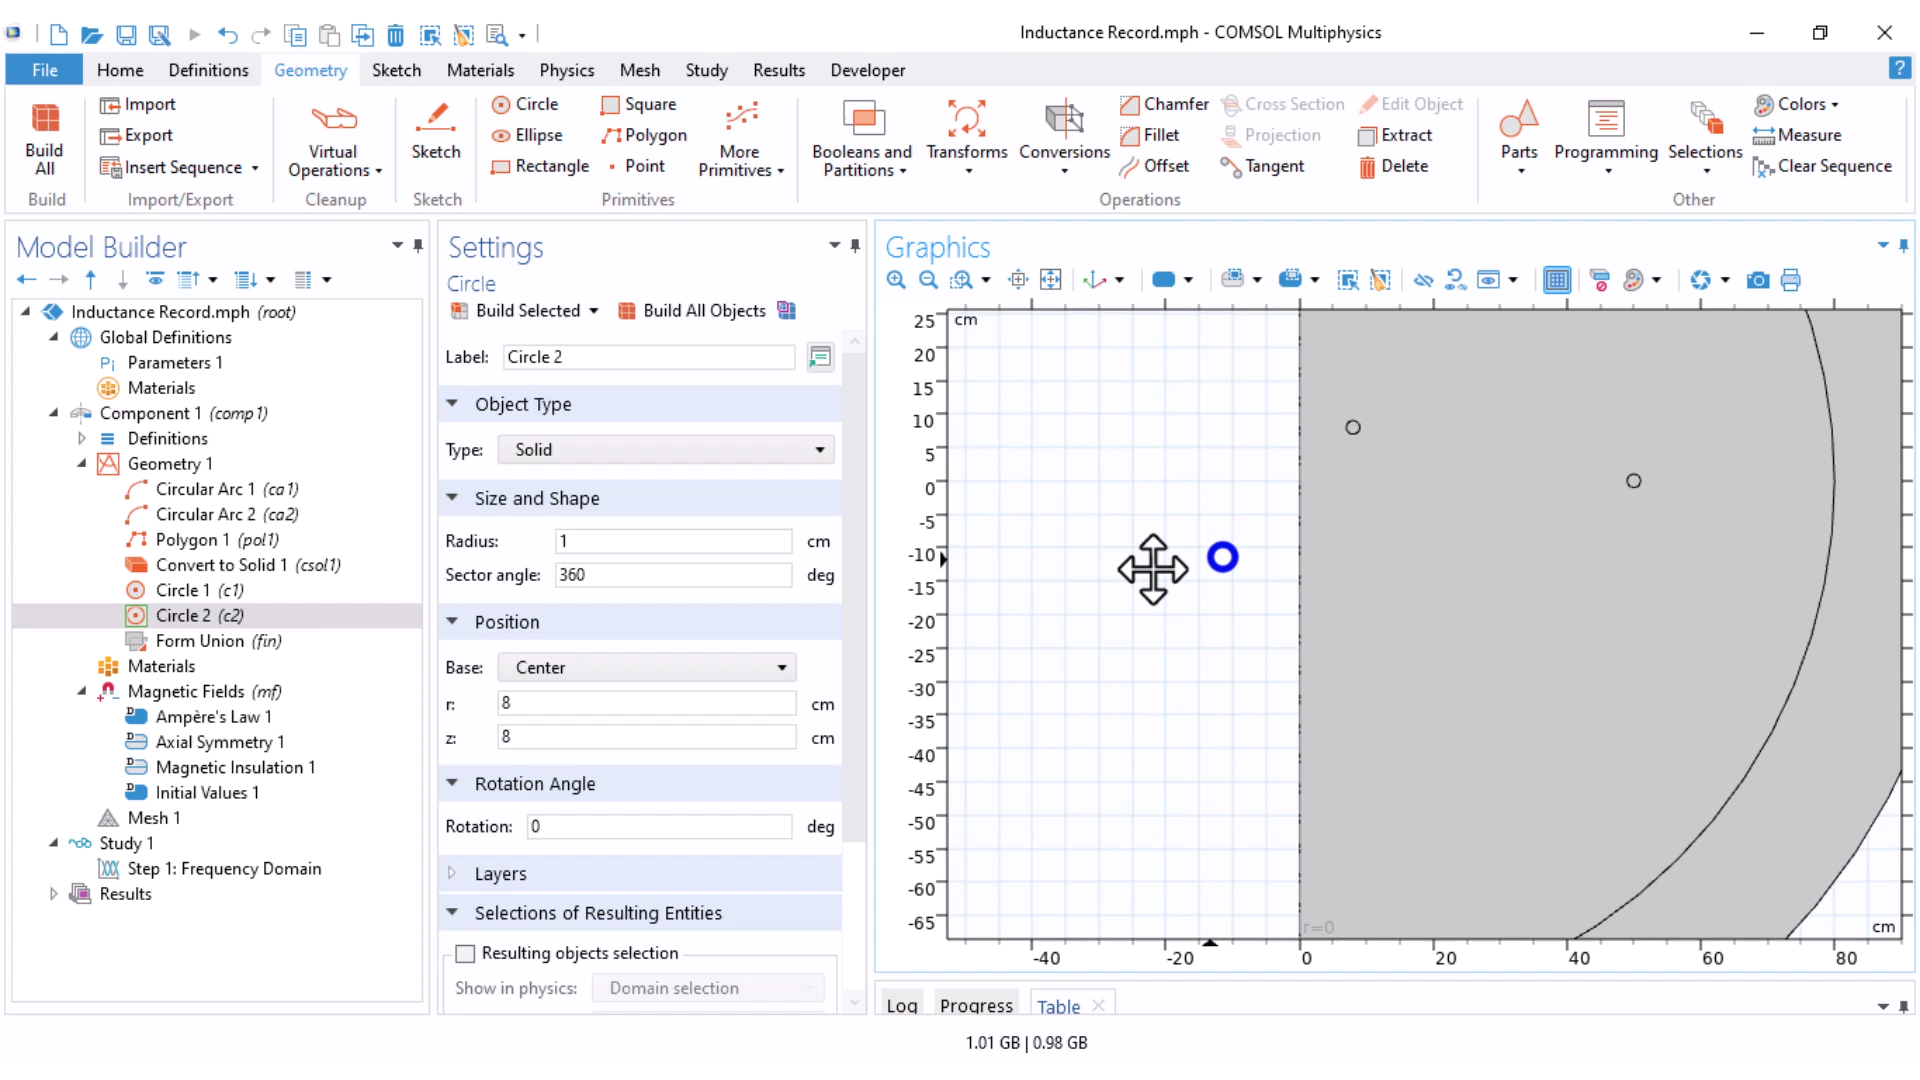 Inductance Record.mph - COMSOL Multiphysics
File Home Definitions Geometry Sketch Materials Physics Mesh Study Results Developer ?
Build All
Build
Import
Export
Insert Sequence
Import/Export
Virtual Operations
Cleanup
Sketch
Sketch
Circle Square
Ellipse Polygon
Rectangle Point
More Primitives
Primitives
Booleans and Partitions
Transforms
Conversions
Chamfer Cross Section Edit Object
Fillet Projection Extract
Offset Tangent Delete
Operations
Parts
Programming
Selections
Colors
Measure
Clear Sequence
Other
Model Builder
Inductance Record.mph (root)
Global Definitions
Pi Parameters 1
Materials
Component 1 (comp1)
Definitions
Geometry 1
Circular Arc 1 (ca1)
Circular Arc 2 (ca2)
Polygon 1 (pol1)
Convert to Solid 1 (csol1)
Circle 1 (c1)
Circle 2 (c2)
Form Union (fin)
Materials
Magnetic Fields (mf)
D Ampère's Law 1
D Axial Symmetry 1
D Magnetic Insulation 1
D Initial Values 1
Mesh 1
Study 1
Step 1: Frequency Domain
Results
Settings
Circle
Build Selected Build All Objects
Label: Circle 2
Object Type
Type: Solid
Size and Shape
Radius: 1 cm
Sector angle: 360 deg
Position
Base: Center
r: 8 cm
z: 8 cm
Rotation Angle
Rotation: 0 deg
Layers
Selections of Resulting Entities
Resulting objects selection
Show in physics: Domain selection
Graphics
cm
25
20
15
10
5
0
-5
-10
-15
-20
-25
-30
-35
-40
-45
-50
-55
-60
-65
r=0
cm
-40 -20 0 20 40 60 80
Log Progress Table
1.01 GB | 0.98 GB